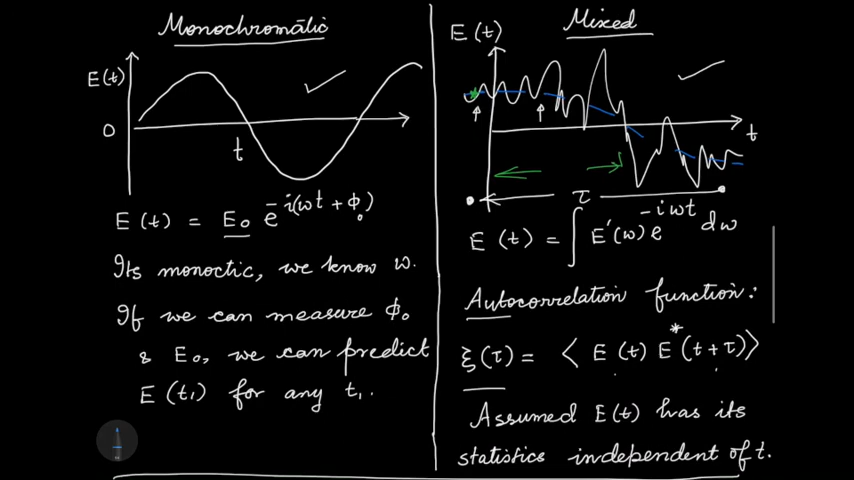 Monochromatic
E(t)
0
t
E(t) = E₀ e^{-i(ωt + φ₀)}
Its monoctic, we know ω.
If we can measure φ₀
& E₀, we can predict
E(t₁) for any t₁.
Mixed
E(t)
t
τ
E(t) = ∫ E'(ω) e^{-iωt} dω
Autocorrelation function:
ξ(τ) = ⟨ E(t) E*(t+τ)⟩
Assumed E(t) has its
statistics independent of t.